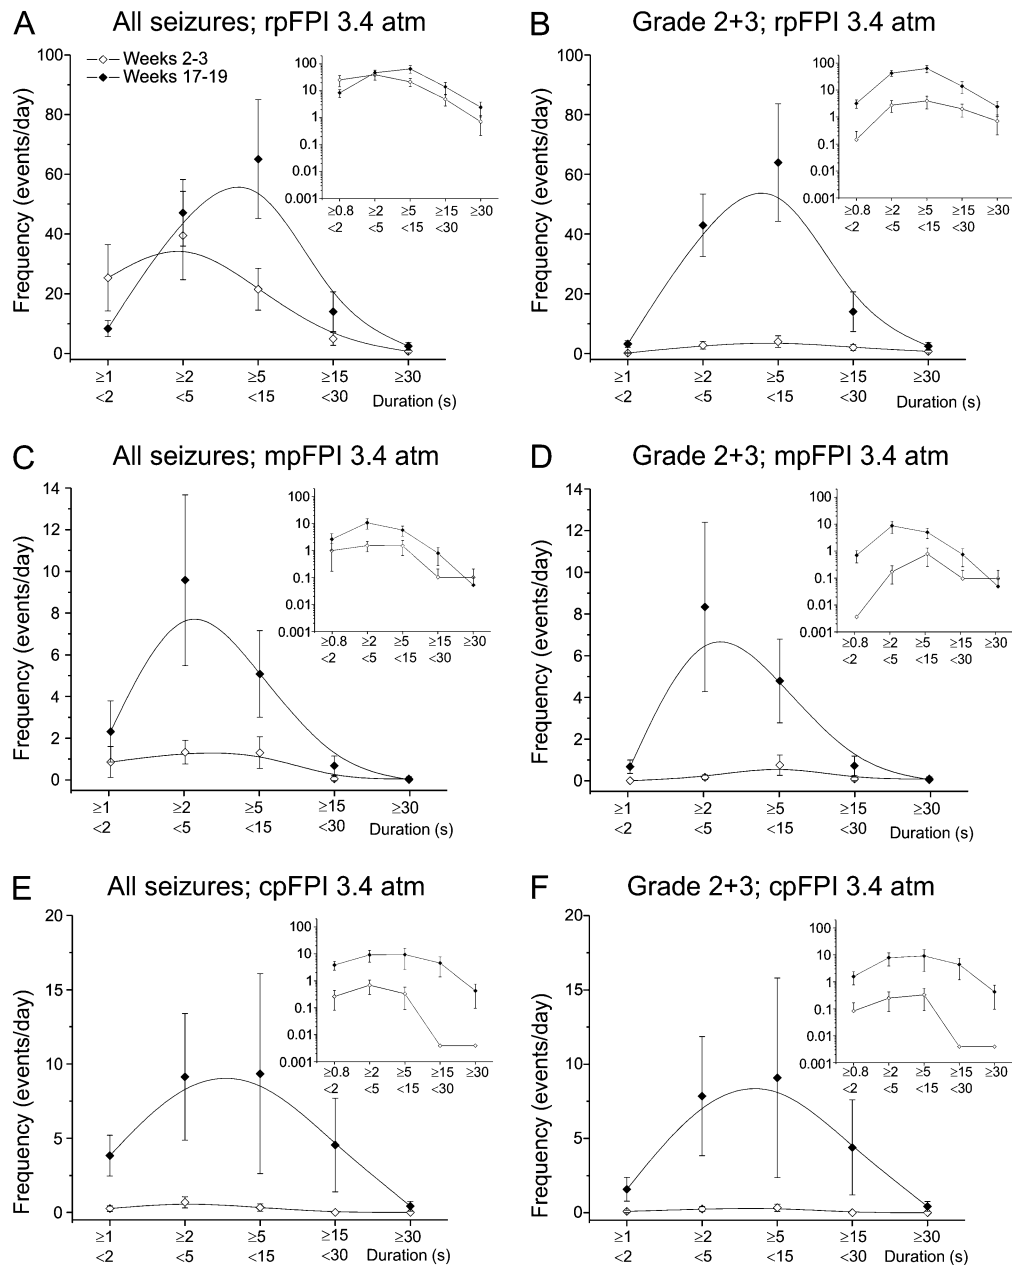 A All seizures; rpFPI 3.4 atm
Weeks 2-3
Weeks 17-19
Frequency (events/day)
100
80
60
40
20
0
≥1 ≥2 ≥5 ≥15 ≥30
<2 <5 <15 <30 Duration (s)
100
10
1
0.1
0.01
0.001
≥0.8 ≥2 ≥5 ≥15 ≥30
<2 <5 <15 <30
B Grade 2+3; rpFPI 3.4 atm
Frequency (events/day)
100
80
60
40
20
0
≥1 ≥2 ≥5 ≥15 ≥30
<2 <5 <15 <30 Duration (s)
100
10
1
0.1
0.01
0.001
≥0.8 ≥2 ≥5 ≥15 ≥30
<2 <5 <15 <30
C All seizures; mpFPI 3.4 atm
Frequency (events/day)
14
12
10
8
6
4
2
0
≥1 ≥2 ≥5 ≥15 ≥30
<2 <5 <15 <30 Duration (s)
100
10
1
0.1
0.01
0.001
≥0.8 ≥2 ≥5 ≥15 ≥30
<2 <5 <15 <30
D Grade 2+3; mpFPI 3.4 atm
Frequency (events/day)
14
12
10
8
6
4
2
0
≥1 ≥2 ≥5 ≥15 ≥30
<2 <5 <15 <30 Duration (s)
100
10
1
0.1
0.01
0.001
≥0.8 ≥2 ≥5 ≥15 ≥30
<2 <5 <15 <30
E All seizures; cpFPI 3.4 atm
Frequency (events/day)
20
15
10
5
0
≥1 ≥2 ≥5 ≥15 ≥30
<2 <5 <15 <30 Duration (s)
100
10
1
0.1
0.01
0.001
≥0.8 ≥2 ≥5 ≥15 ≥30
<2 <5 <15 <30
F Grade 2+3; cpFPI 3.4 atm
Frequency (events/day)
20
15
10
5
0
≥1 ≥2 ≥5 ≥15 ≥30
<2 <5 <15 <30 Duration (s)
100
10
1
0.1
0.01
0.001
≥0.8 ≥2 ≥5 ≥15 ≥30
<2 <5 <15 <30